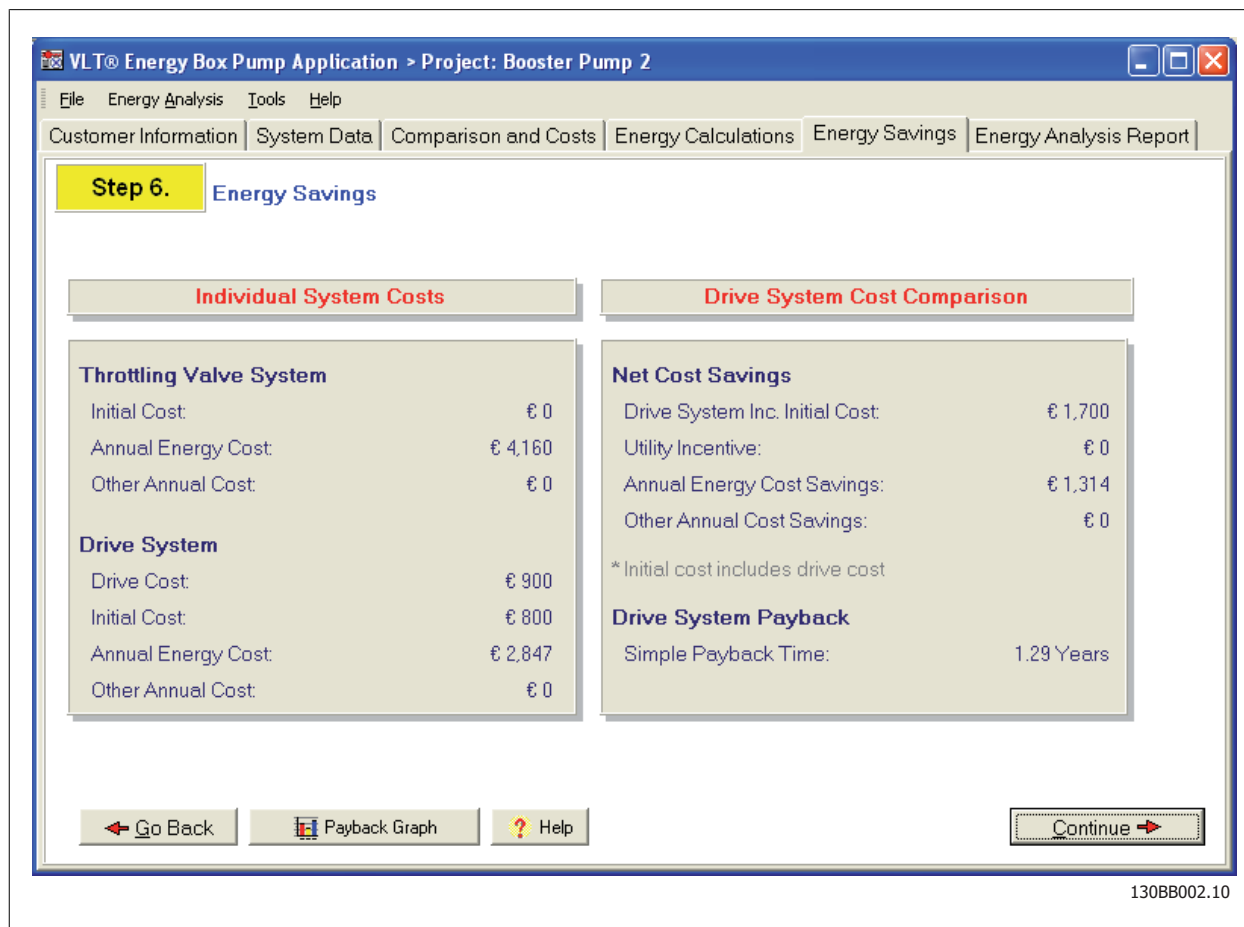 VLT® Energy Box Pump Application > Project: Booster Pump 2
File Energy Analysis Tools Help
Customer Information System Data Comparison and Costs Energy Calculations Energy Savings Energy Analysis Report
Step 6. Energy Savings
Individual System Costs
Throttling Valve System
Initial Cost: € 0
Annual Energy Cost: € 4,160
Other Annual Cost: € 0
Drive System
Drive Cost: € 900
Initial Cost: € 800
Annual Energy Cost: € 2,847
Other Annual Cost: € 0
Drive System Cost Comparison
Net Cost Savings
Drive System Inc. Initial Cost: € 1,700
Utility Incentive: € 0
Annual Energy Cost Savings: € 1,314
Other Annual Cost Savings: € 0
* Initial cost includes drive cost
Drive System Payback
Simple Payback Time: 1.29 Years
Go Back Payback Graph ? Help Continue
130BB002.10